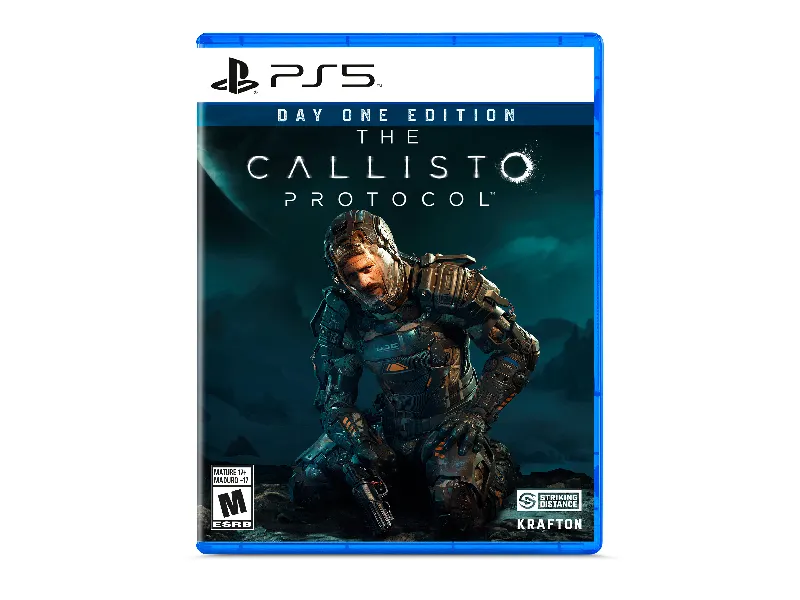 PS5
DAY ONE EDITION
THE
CALLISTO
PROTOCOL™
MATURE 17+
MADURO +17
M
ESRB
STRIKING
DISTANCE
KRAFTON